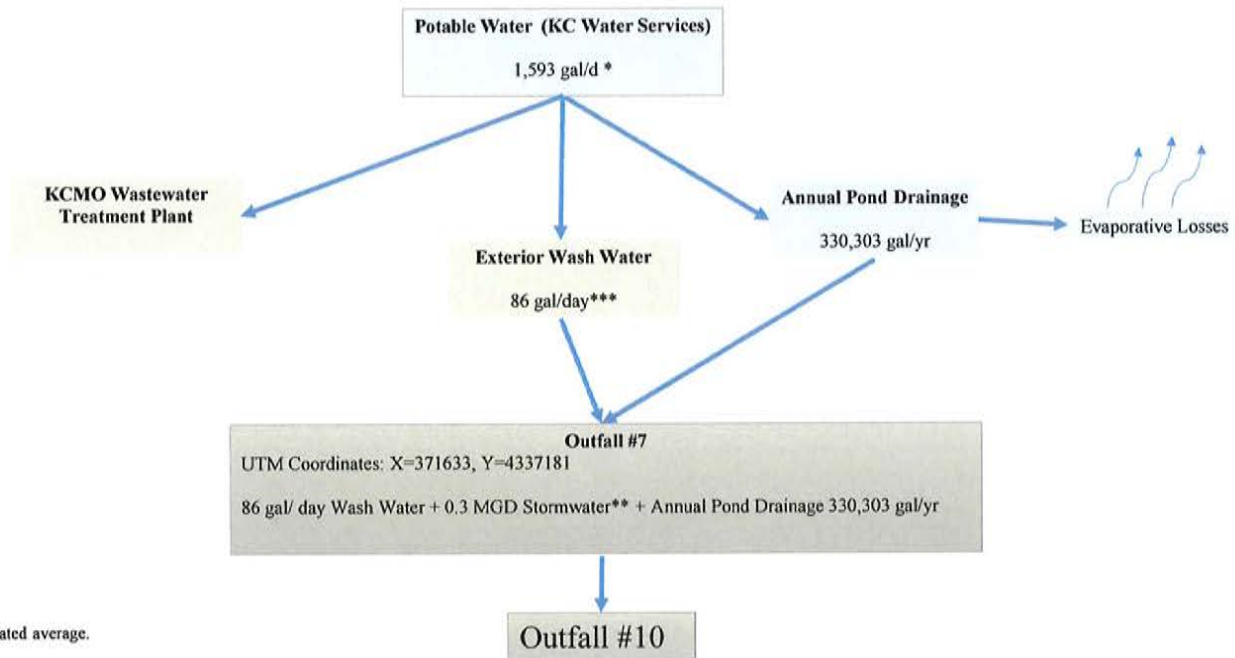 Potable Water (KC Water Services)
1,593 gal/d *
KCMO Wastewater
Treatment Plant
Annual Pond Drainage
330,303 gal/yr
Evaporative Losses
Exterior Wash Water
86 gal/day***
Outfall #7
UTM Coordinates: X=371633, Y=4337181
86 gal/ day Wash Water + 0.3 MGD Stormwater** + Annual Pond Drainage 330,303 gal/yr
average.
Outfall #10